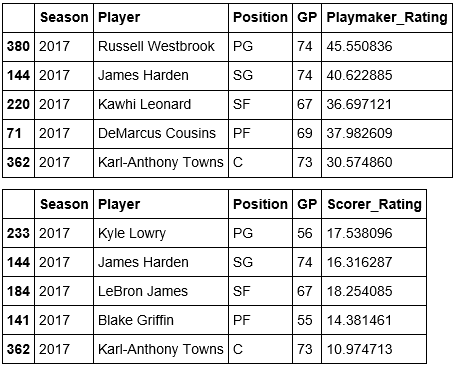 Season Player Position GP Playmaker_Rating
380 2017 Russell Westbrook PG 74 45.550836
144 2017 James Harden SG 74 40.622885
220 2017 Kawhi Leonard SF 67 36.697121
71 2017 DeMarcus Cousins PF 69 37.982609
362 2017 Karl-Anthony Towns C 73 30.574860
Season Player Position GP Scorer_Rating
233 2017 Kyle Lowry PG 56 17.538096
144 2017 James Harden SG 74 16.316287
184 2017 LeBron James SF 67 18.254085
141 2017 Blake Griffin PF 55 14.381461
362 2017 Karl-Anthony Towns C 73 10.974713